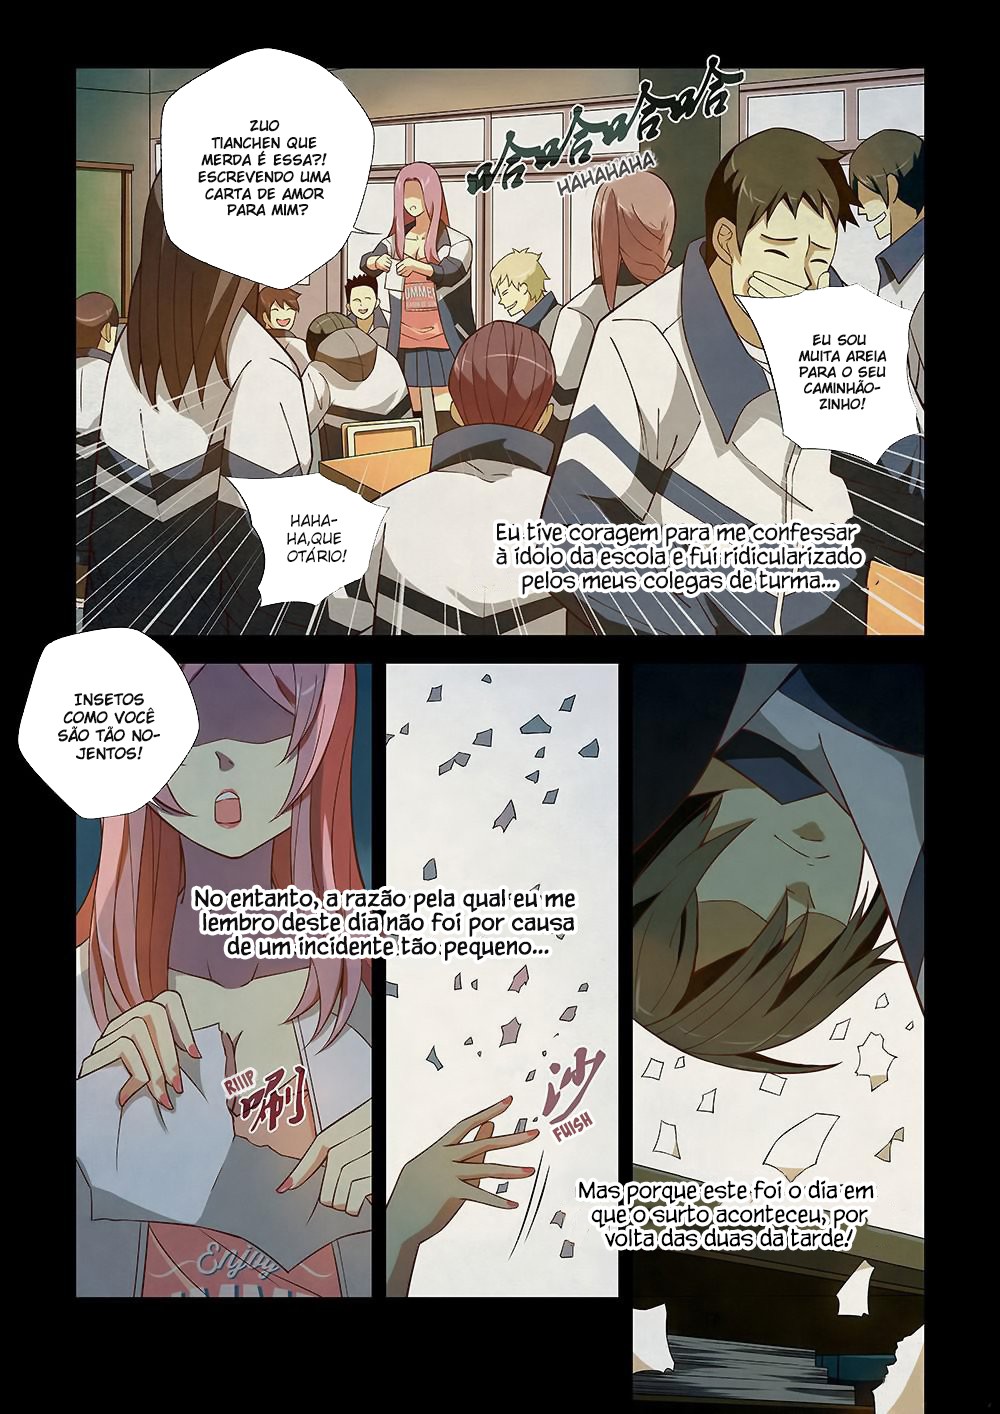 ZUO
TIANCHEN QUE
MERDA É ESSA?!
ESCREVENDO UMA
CARTA DE AMOR
PARA MIM?
哈哈哈哈
HAHAHAHA
EU SOU
MUITA AREIA
PARA O SEU
CAMINHÃO-
ZINHO!
UMME
HAHA-
HA,QUE
OTÁRIO!
Eu tive coragem para me confessar
à ídolo da escola e fui ridicularizado
pelos meus colegas de turma...
INSETOS
COMO VOCÊ
SÃO TÃO NO-
JENTOS!
No entanto, a razão pela qual eu me
lembro deste dia não foi por causa
de um incidente tão pequeno...
RIIIP
唰
沙
FUISH
Mas porque este foi o dia em
que o surto aconteceu, por
volta das duas da tarde!
Enjoy
UMME